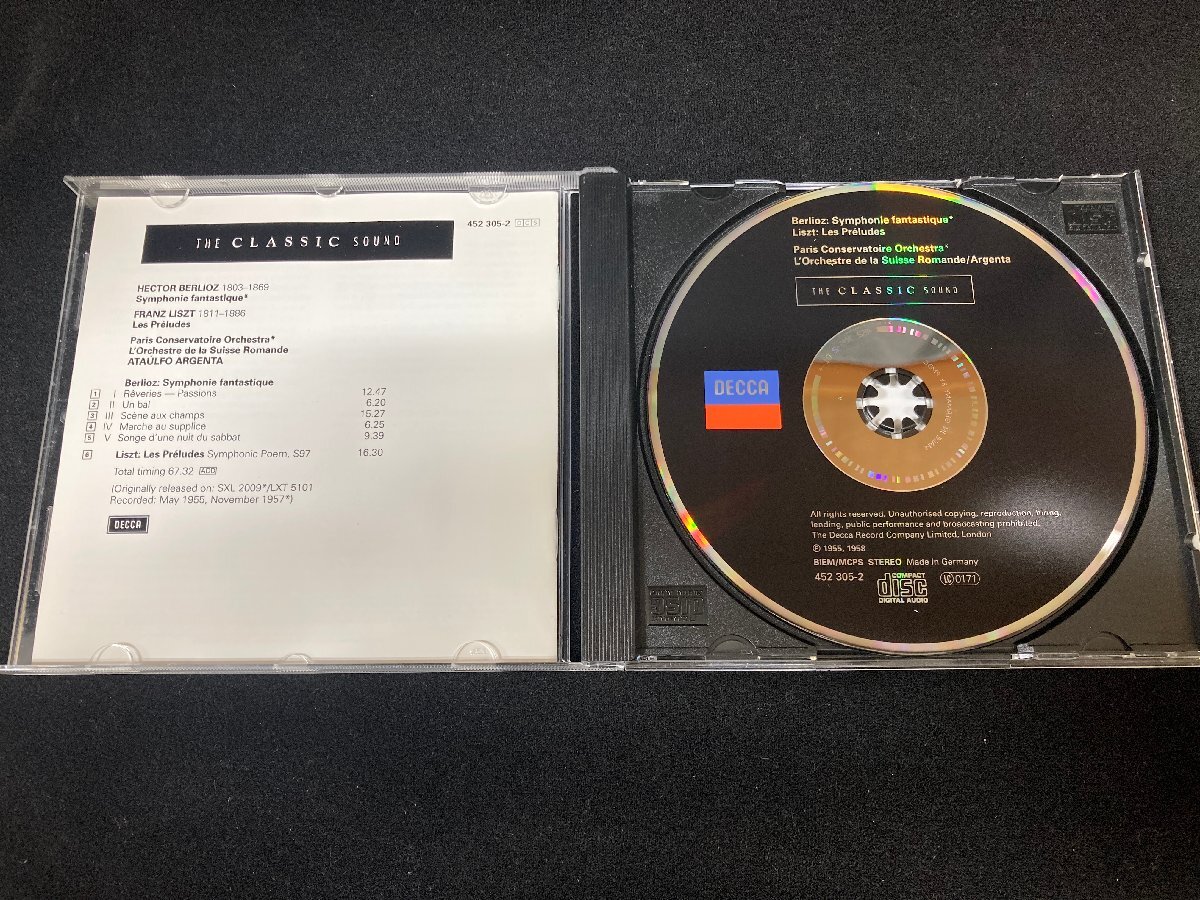 452 305-2 DCS
THE CLASSIC SOUND
HECTOR BERLIOZ 1803–1869
Symphonie fantastique*
FRANZ LISZT 1811–1886
Les Préludes
Paris Conservatoire Orchestra*
L'Orchestre de la Suisse Romande
ATAULFO ARGENTA
Berlioz: Symphonie fantastique
1 I Rêveries — Passions 12.47
2 II Un bal 6.20
3 III Scène aux champs 15.27
4 IV Marche au supplice 6.25
5 V Songe d'une nuit du sabbat 9.39
6 Liszt: Les Préludes Symphonic Poem, S97 16.30
Total timing 67.32 ADD
(Originally released on: SXL 2009*/LXT 5101
Recorded: May 1955, November 1957*)
DECCA
Berlioz: Symphonie fantastique*
Liszt: Les Préludes
Paris Conservatoire Orchestra*
L'Orchestre de la Suisse Romande/Argenta
THE CLASSIC SOUND
DECCA
All rights reserved. Unauthorised copying, reproduction, hiring,
lending, public performance and broadcasting prohibited.
The Decca Record Company Limited, London
℗ 1955, 1958
BIEM/MCPS STEREO Made in Germany
452 305-2 COMPACT disc DIGITAL AUDIO LC 0171